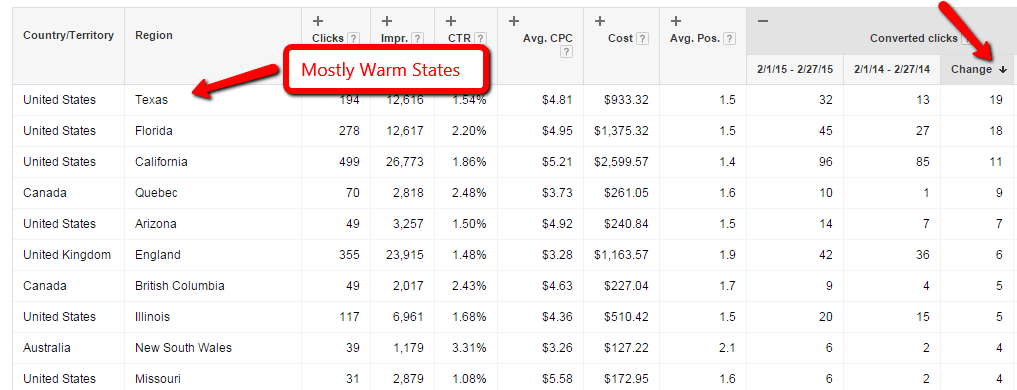 Country/Territory Region Clicks ? Impr. ? CTR ? Avg. CPC ? Cost ? Avg. Pos. ? Converted clicks
2/1/15 - 2/27/15 2/1/14 - 2/27/14 Change ↓
Mostly Warm States
United States Texas 194 12,616 1.54% $4.81 $933.32 1.5 32 13 19
United States Florida 278 12,617 2.20% $4.95 $1,375.32 1.5 45 27 18
United States California 499 26,773 1.86% $5.21 $2,599.57 1.4 96 85 11
Canada Quebec 70 2,818 2.48% $3.73 $261.05 1.6 10 1 9
United States Arizona 49 3,257 1.50% $4.92 $240.84 1.5 14 7 7
United Kingdom England 355 23,915 1.48% $3.28 $1,163.57 1.9 42 36 6
Canada British Columbia 49 2,017 2.43% $4.63 $227.04 1.7 9 4 5
United States Illinois 117 6,961 1.68% $4.36 $510.42 1.5 20 15 5
Australia New South Wales 39 1,179 3.31% $3.26 $127.22 2.1 6 2 4
United States Missouri 31 2,879 1.08% $5.58 $172.95 1.6 6 2 4